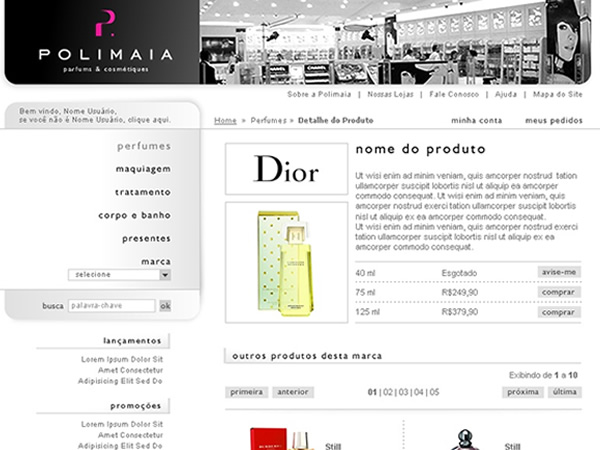 P.
POLIMAIA
parfums & cosmétiques
Sobre a Polimaia | Nossas Lojas | Fale Conosco | Ajuda | Mapa do Site
Bem vindo, Nome Usuário,
se você não é Nome Usuário, clique aqui.
Home » Perfumes » Detalhe do Produto
minha conta meus pedidos
perfumes
maquiagem
tratamento
corpo e banho
presentes
marca
selecione
busca palavra-chave ok
lançamentos
Lorem Ipsum Dolor Sit
Amet Consectetur
Adipisicing Elit Sed Do
promoções
Lorem Ipsum Dolor Sit
Amet Consectetur
Adipisicing Elit Sed Do
Dior
nome do produto
Ut wisi enim ad minim veniam, quis amcorper nostrud tation
ullamcorper suscipit lobortis nisl ut aliquip ea amcorper
commodo consequat. Ut wisi enim ad minim veniam, quis
amcorper nostrud exerci tation ullamcorper suscipit lobortis
nisl ut aliquip ex ea amcorper commodo consequat.
Ut wisi enim ad minim veniam, quis amcorper nostrud exerci
tation ullamcorper suscipit lobortis nisl ut aliquip ex ea
amcorper commodo consequat.
40 ml Esgotado avise-me
75 ml R$249,90 comprar
125 ml R$379,90 comprar
outros produtos desta marca
Exibindo de 1 a 10
primeira anterior 01 | 02 | 03 | 04 | 05 próxima última
Still Still